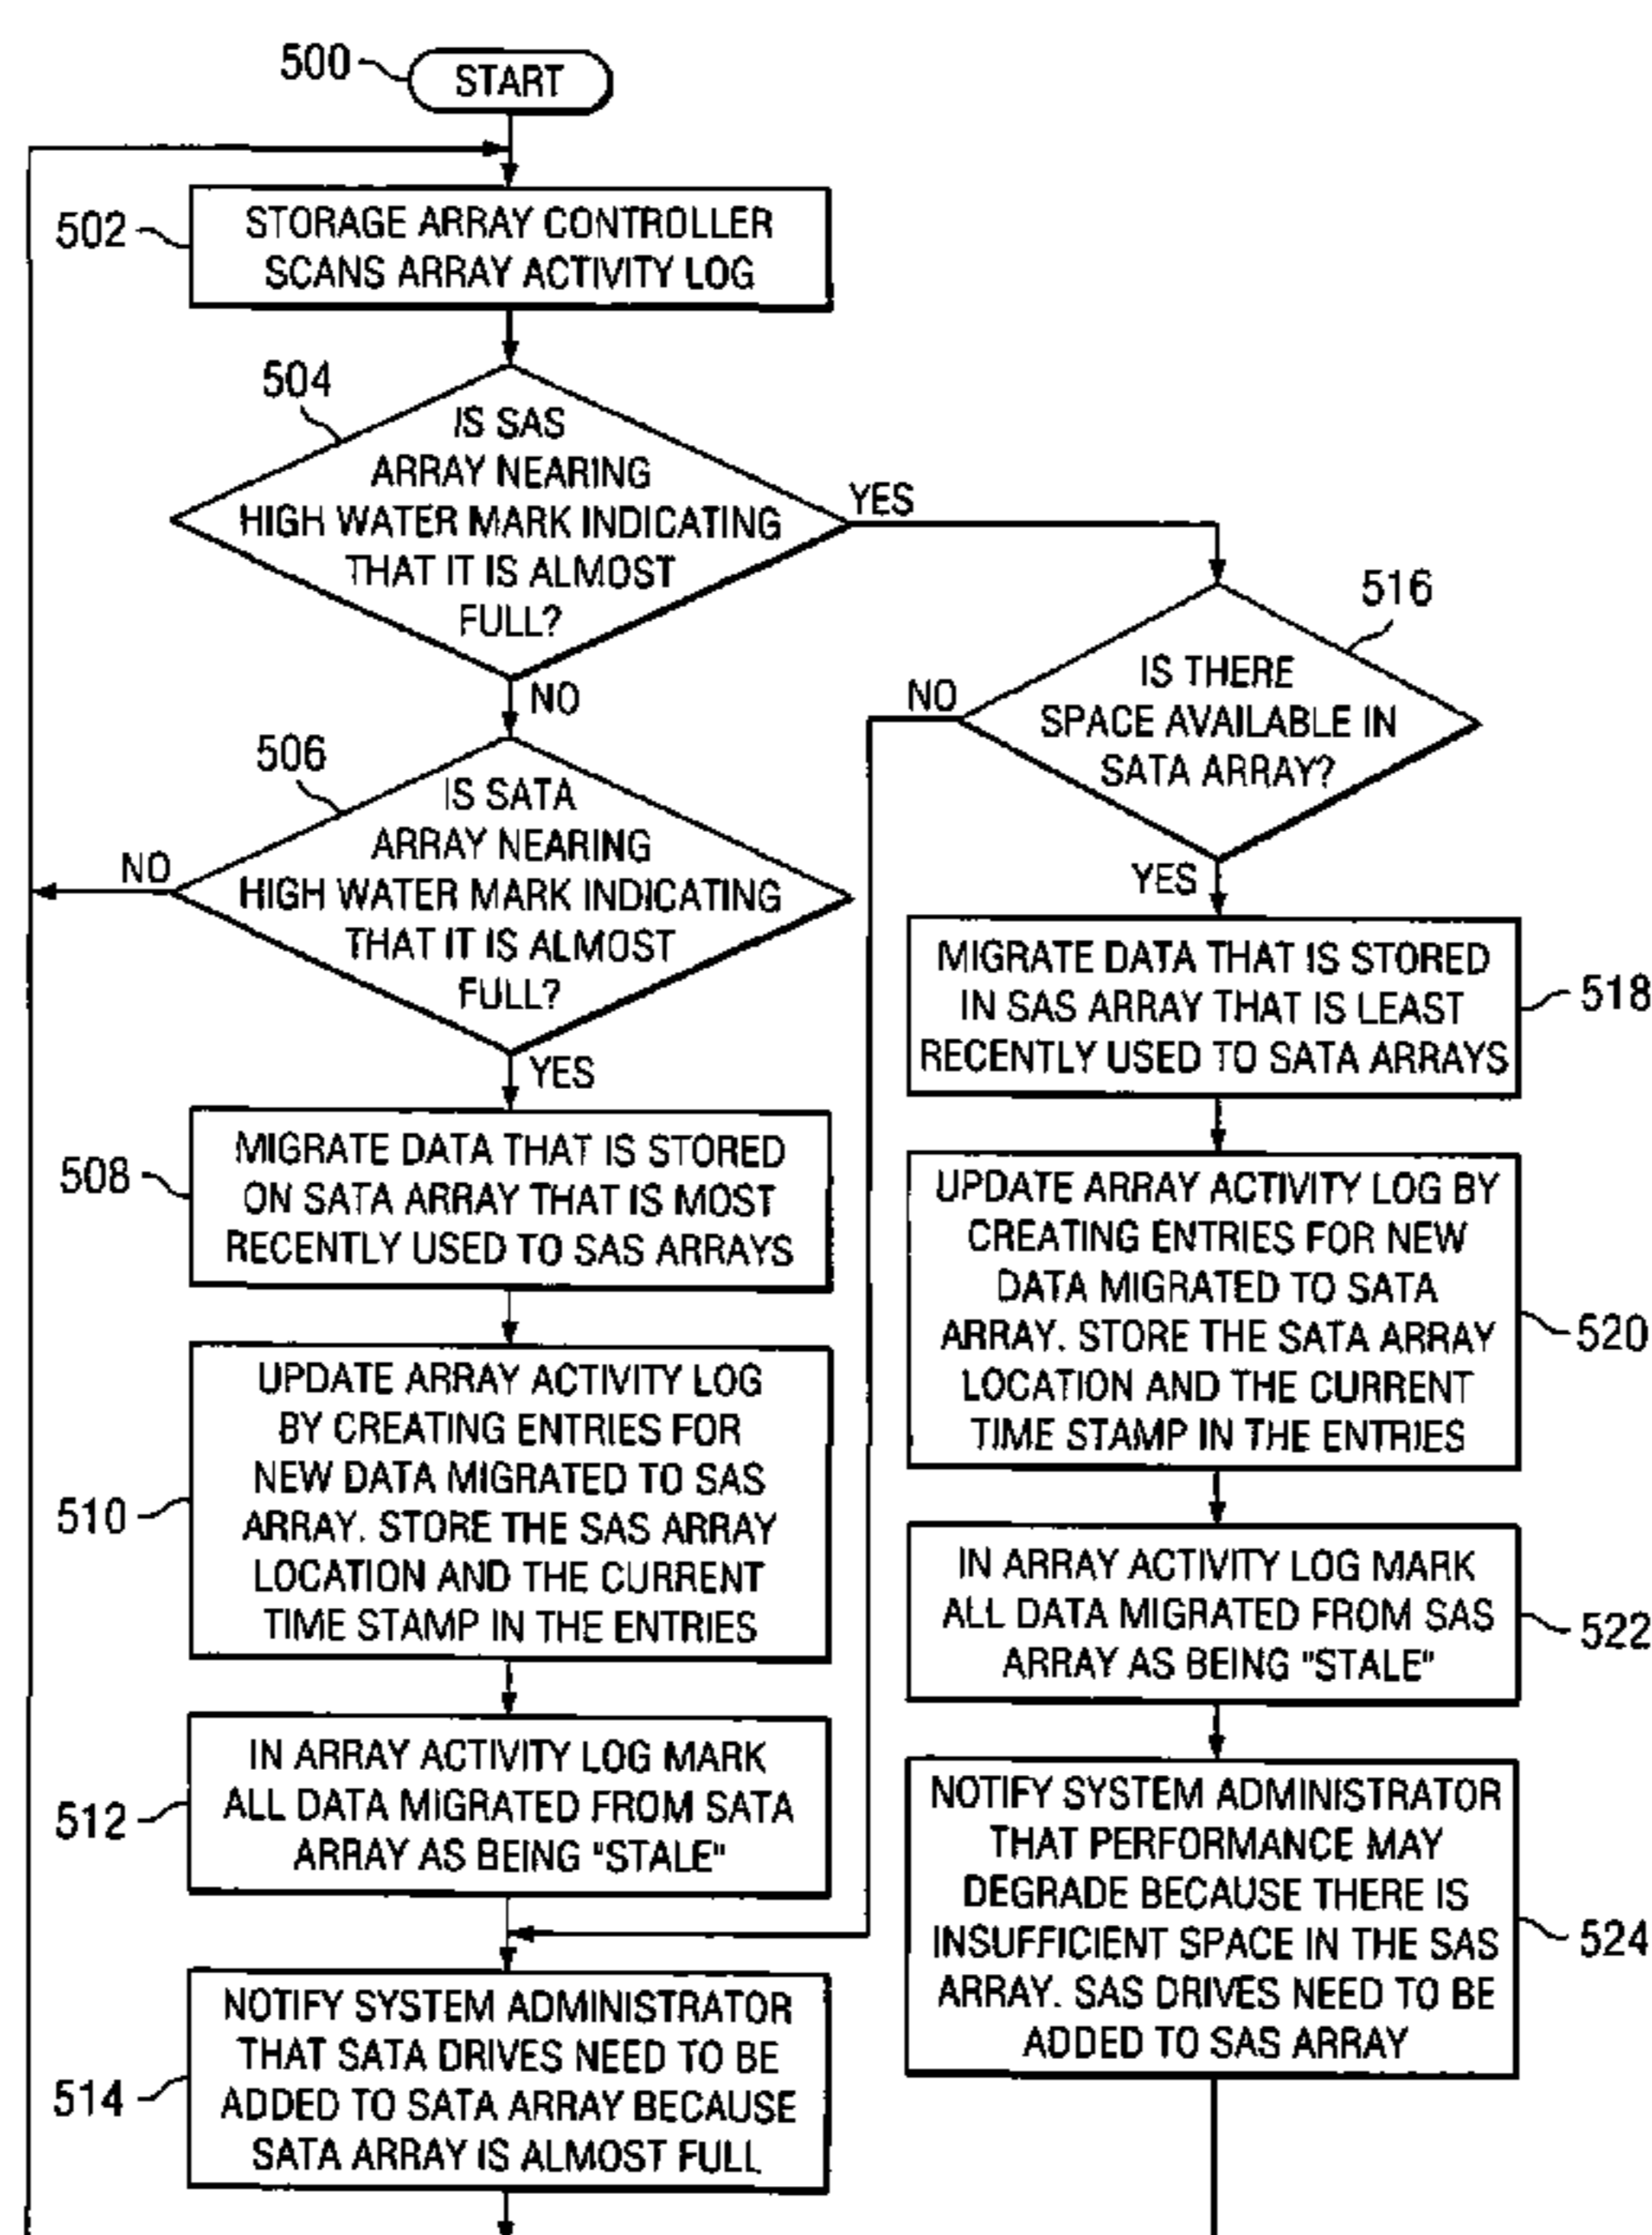 500
START
502
STORAGE ARRAY CONTROLLER
SCANS ARRAY ACTIVITY LOG
504
IS SAS
ARRAY NEARING
HIGH WATER MARK INDICATING
THAT IT IS ALMOST
FULL?
YES
NO
506
IS SATA
ARRAY NEARING
HIGH WATER MARK INDICATING
THAT IT IS ALMOST
FULL?
NO
YES
508
MIGRATE DATA THAT IS STORED
ON SATA ARRAY THAT IS MOST
RECENTLY USED TO SAS ARRAYS
510
UPDATE ARRAY ACTIVITY LOG
BY CREATING ENTRIES FOR
NEW DATA MIGRATED TO SAS
ARRAY. STORE THE SAS ARRAY
LOCATION AND THE CURRENT
TIME STAMP IN THE ENTRIES
512
IN ARRAY ACTIVITY LOG MARK
ALL DATA MIGRATED FROM SATA
ARRAY AS BEING "STALE"
514
NOTIFY SYSTEM ADMINISTRATOR
THAT SATA DRIVES NEED TO BE
ADDED TO SATA ARRAY BECAUSE
SATA ARRAY IS ALMOST FULL
516
IS THERE
SPACE AVAILABLE IN
SATA ARRAY?
NO
YES
MIGRATE DATA THAT IS STORED
IN SAS ARRAY THAT IS LEAST
RECENTLY USED TO SATA ARRAYS
518
UPDATE ARRAY ACTIVITY LOG BY
CREATING ENTRIES FOR NEW
DATA MIGRATED TO SATA
ARRAY. STORE THE SATA ARRAY
LOCATION AND THE CURRENT
TIME STAMP IN THE ENTRIES
520
IN ARRAY ACTIVITY LOG MARK
ALL DATA MIGRATED FROM SAS
ARRAY AS BEING "STALE"
522
NOTIFY SYSTEM ADMINISTRATOR
THAT PERFORMANCE MAY
DEGRADE BECAUSE THERE IS
INSUFFICIENT SPACE IN THE SAS
ARRAY. SAS DRIVES NEED TO BE
ADDED TO SAS ARRAY
524